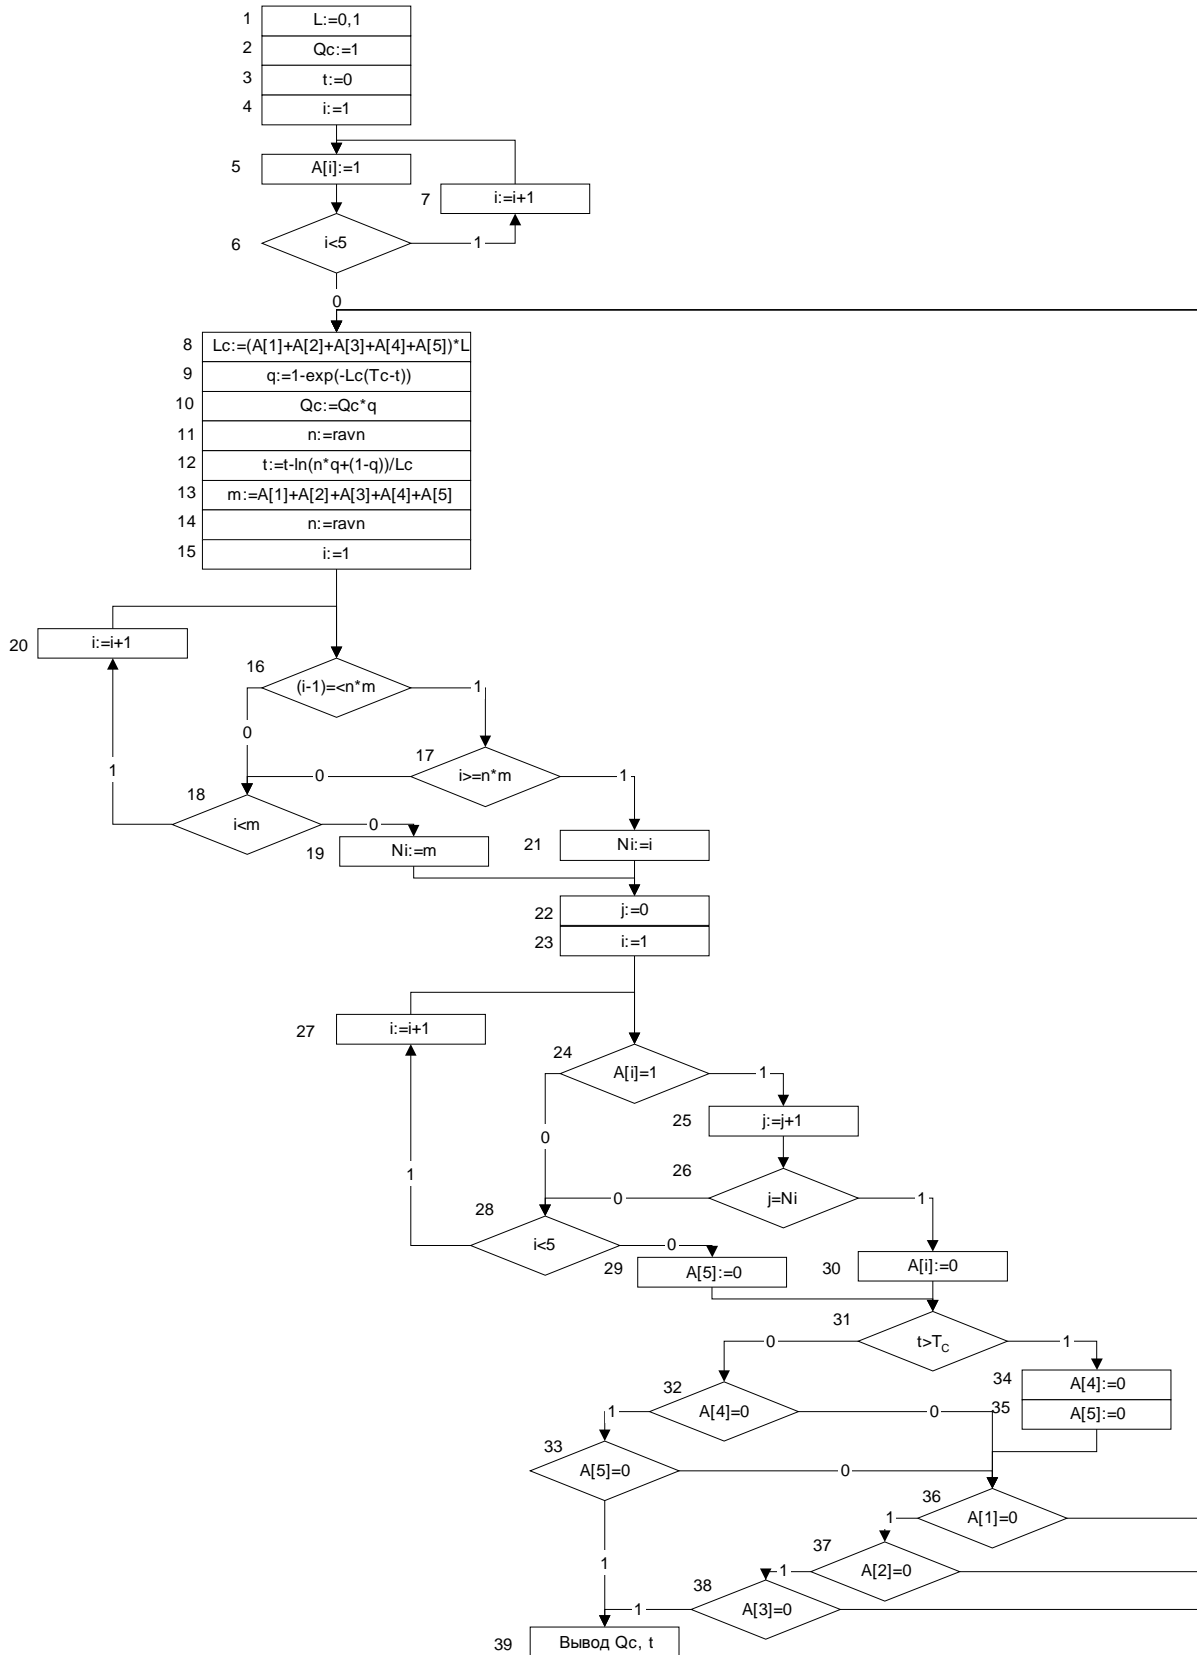 1 L:=0,1
2 Qc:=1
3 t:=0
4 i:=1
5 A[i]:=1
7 i:=i+1
6 i<5 1
0
8 Lc:=(A[1]+A[2]+A[3]+A[4]+A[5])*L
9 q:=1-exp(-Lc(Tc-t))
10 Qc:=Qc*q
11 n:=ravn
12 t:=t-ln(n*q+(1-q))/Lc
13 m:=A[1]+A[2]+A[3]+A[4]+A[5]
14 n:=ravn
15 i:=1
20 i:=i+1
16 (i-1)=<n*m 1
0
17 i>=n*m 1
0
1
18 i<m 0
19 Ni:=m
21 Ni:=i
22 j:=0
23 i:=1
27 i:=i+1
24 A[i]=1 1
25 j:=j+1
0
26 j=Ni 1
0
1
28 i<5 0
29 A[5]:=0
30 A[i]:=0
31 t>TC 1
0
34 A[4]:=0
35 A[5]:=0
32 A[4]=0 0
1
33 A[5]=0 0
36 A[1]=0
1
37 A[2]=0
1
1
38 A[3]=0
1
39 Вывод Qc, t